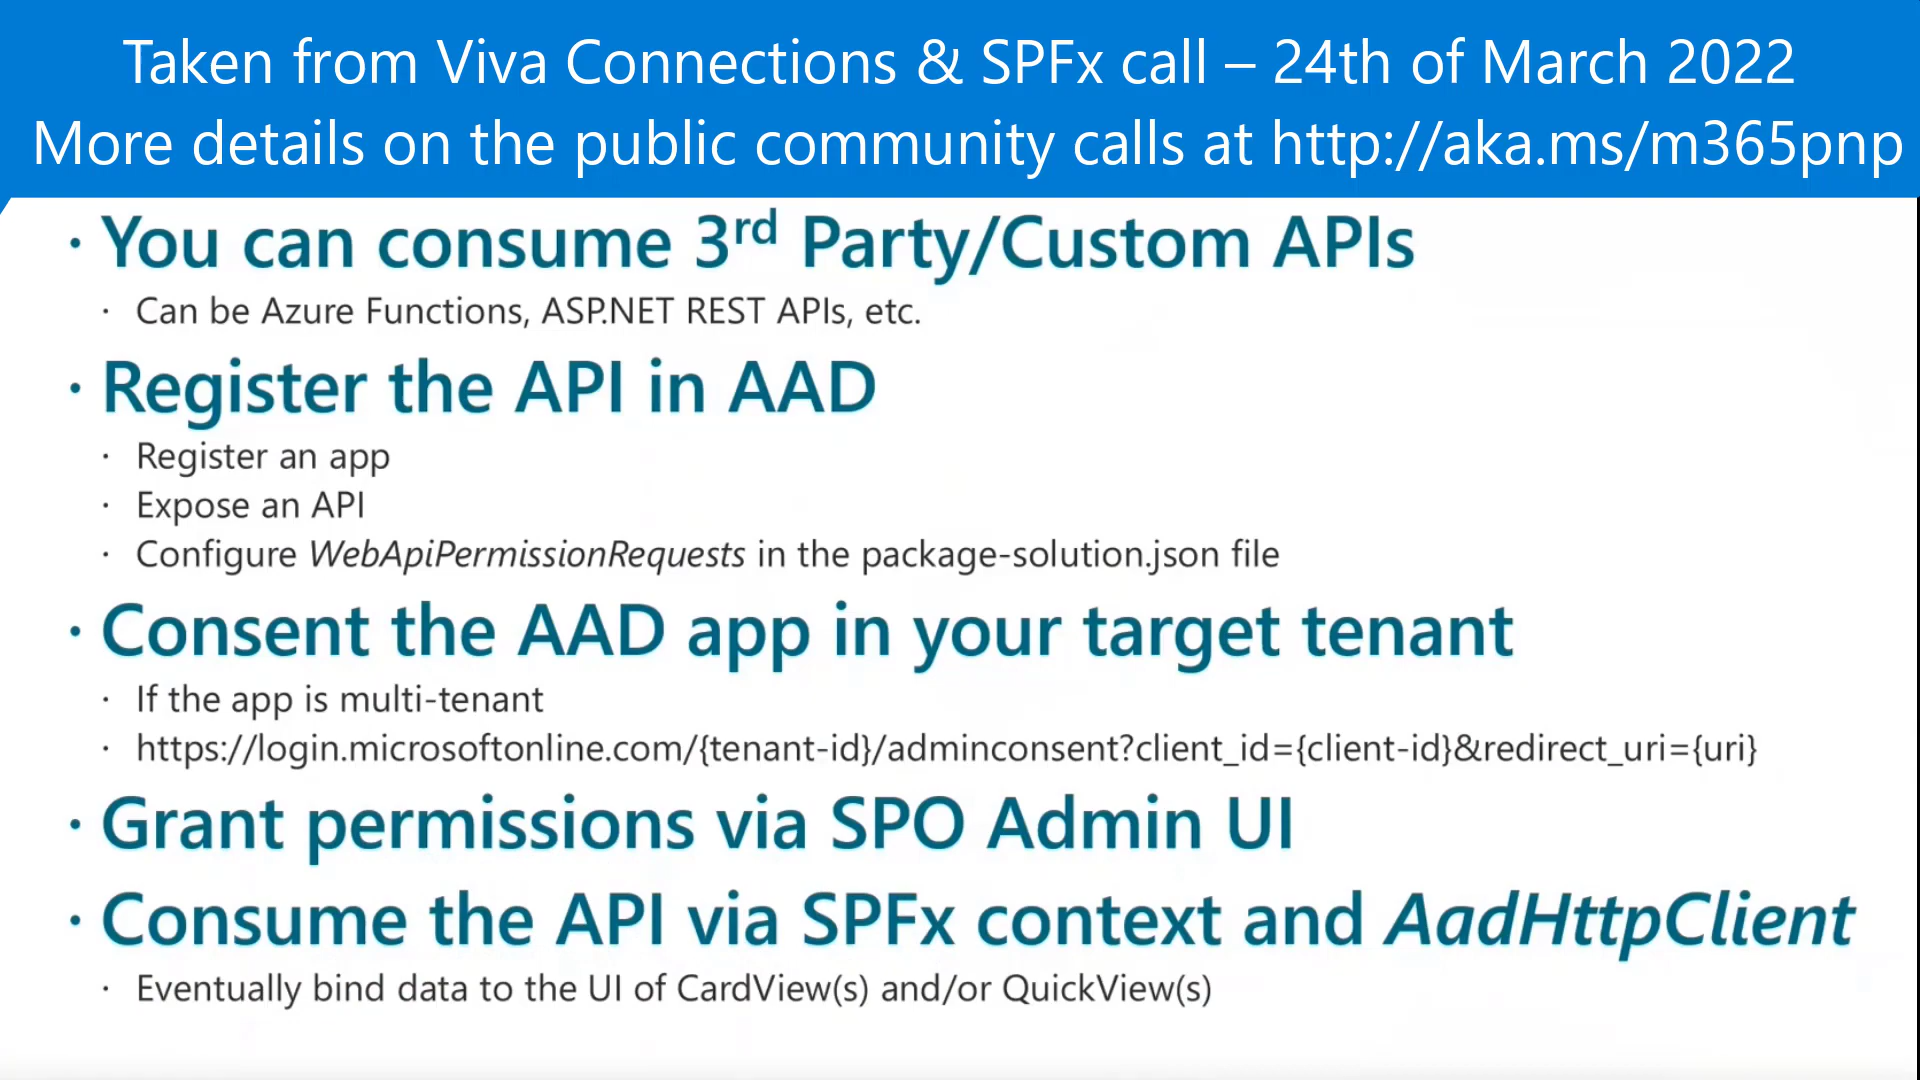 Taken from Viva Connections & SPFx call – 24th of March 2022
More details on the public community calls at http://aka.ms/m365pnp
· You can consume 3rd Party/Custom APIs
· Can be Azure Functions, ASP.NET REST APIs, etc.
· Register the API in AAD
· Register an app
· Expose an API
· Configure WebApiPermissionRequests in the package-solution.json file
· Consent the AAD app in your target tenant
· If the app is multi-tenant
· https://login.microsoftonline.com/{tenant-id}/adminconsent?client_id={client-id}&redirect_uri={uri}
· Grant permissions via SPO Admin UI
· Consume the API via SPFx context and AadHttpClient
· Eventually bind data to the UI of CardView(s) and/or QuickView(s)